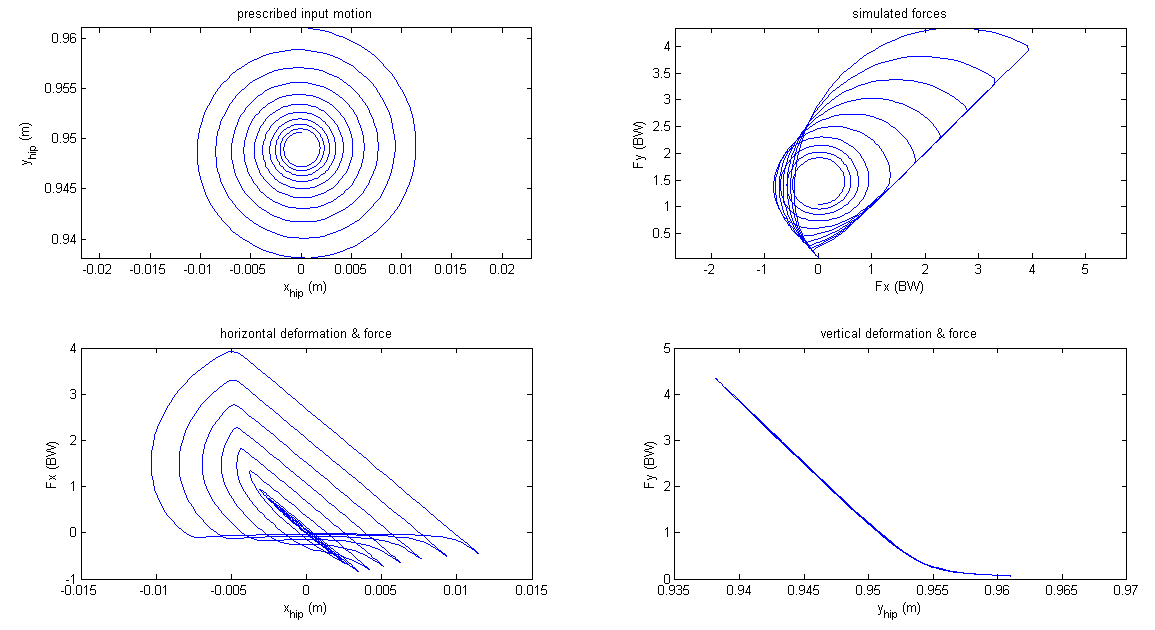 prescribed input motion
0.96
0.955
0.95
0.945
0.94
y_hip (m)
-0.02 -0.015 -0.01 -0.005 0 0.005 0.01 0.015 0.02
x_hip (m)
simulated forces
4
3.5
3
2.5
2
1.5
1
0.5
Fy (BW)
-2 -1 0 1 2 3 4 5
Fx (BW)
horizontal deformation & force
4
3
2
1
0
-1
Fx (BW)
-0.015 -0.01 -0.005 0 0.005 0.01 0.015
x_hip (m)
vertical deformation & force
5
4
3
2
1
0
Fy (BW)
0.935 0.94 0.945 0.95 0.955 0.96 0.965 0.97
y_hip (m)